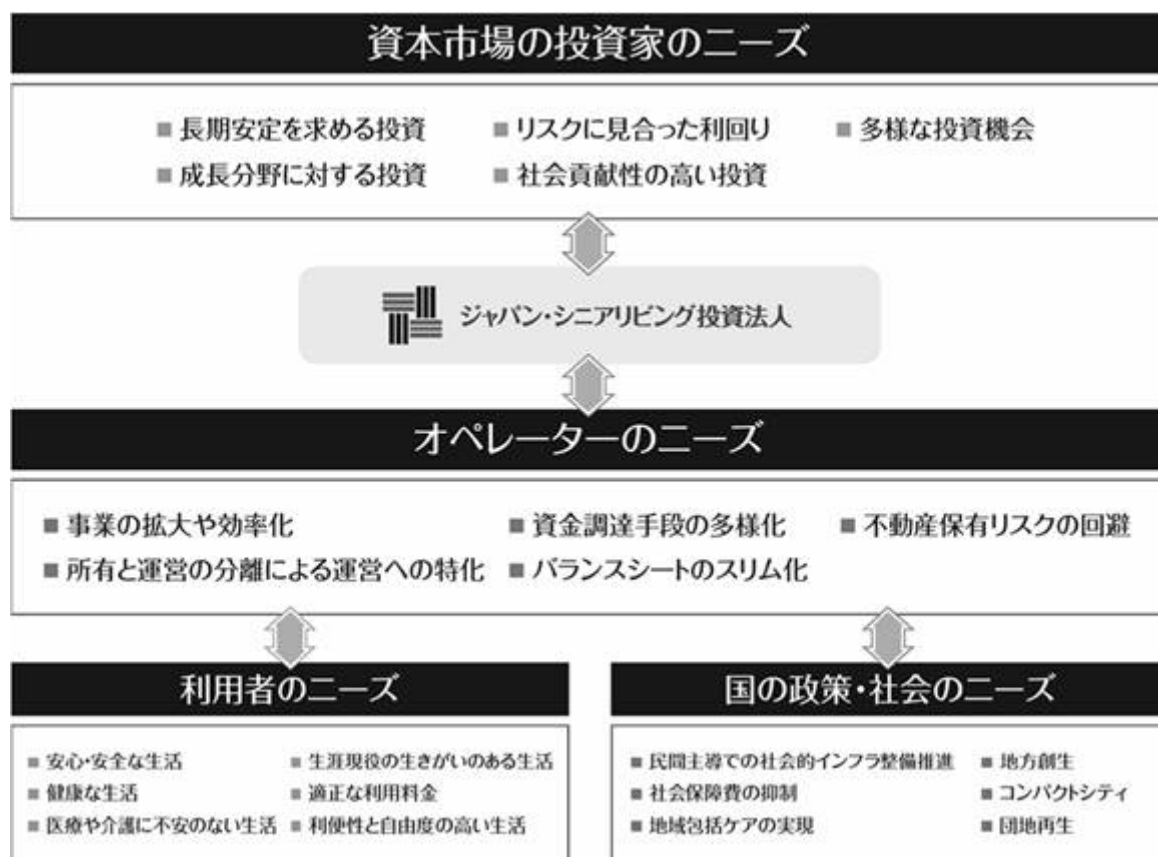 資本市場の投資家のニーズ
■ 長期安定を求める投資 ■ リスクに見合った利回り ■ 多様な投資機会
■ 成長分野に対する投資 ■ 社会貢献性の高い投資
ジャパン・シニアリビング投資法人
オペレーターのニーズ
■ 事業の拡大や効率化 ■ 資金調達手段の多様化 ■ 不動産保有リスクの回避
■ 所有と運営の分離による運営への特化 ■ バランスシートのスリム化
利用者のニーズ
■ 安心・安全な生活 ■ 生涯現役の生きがいのある生活
■ 健康な生活 ■ 適正な利用料金
■ 医療や介護に不安のない生活 ■ 利便性と自由度の高い生活
国の政策・社会のニーズ
■ 民間主導での社会的インフラ整備推進 ■ 地方創生
■ 社会保障費の抑制 ■ コンパクトシティ
■ 地域包括ケアの実現 ■ 団地再生